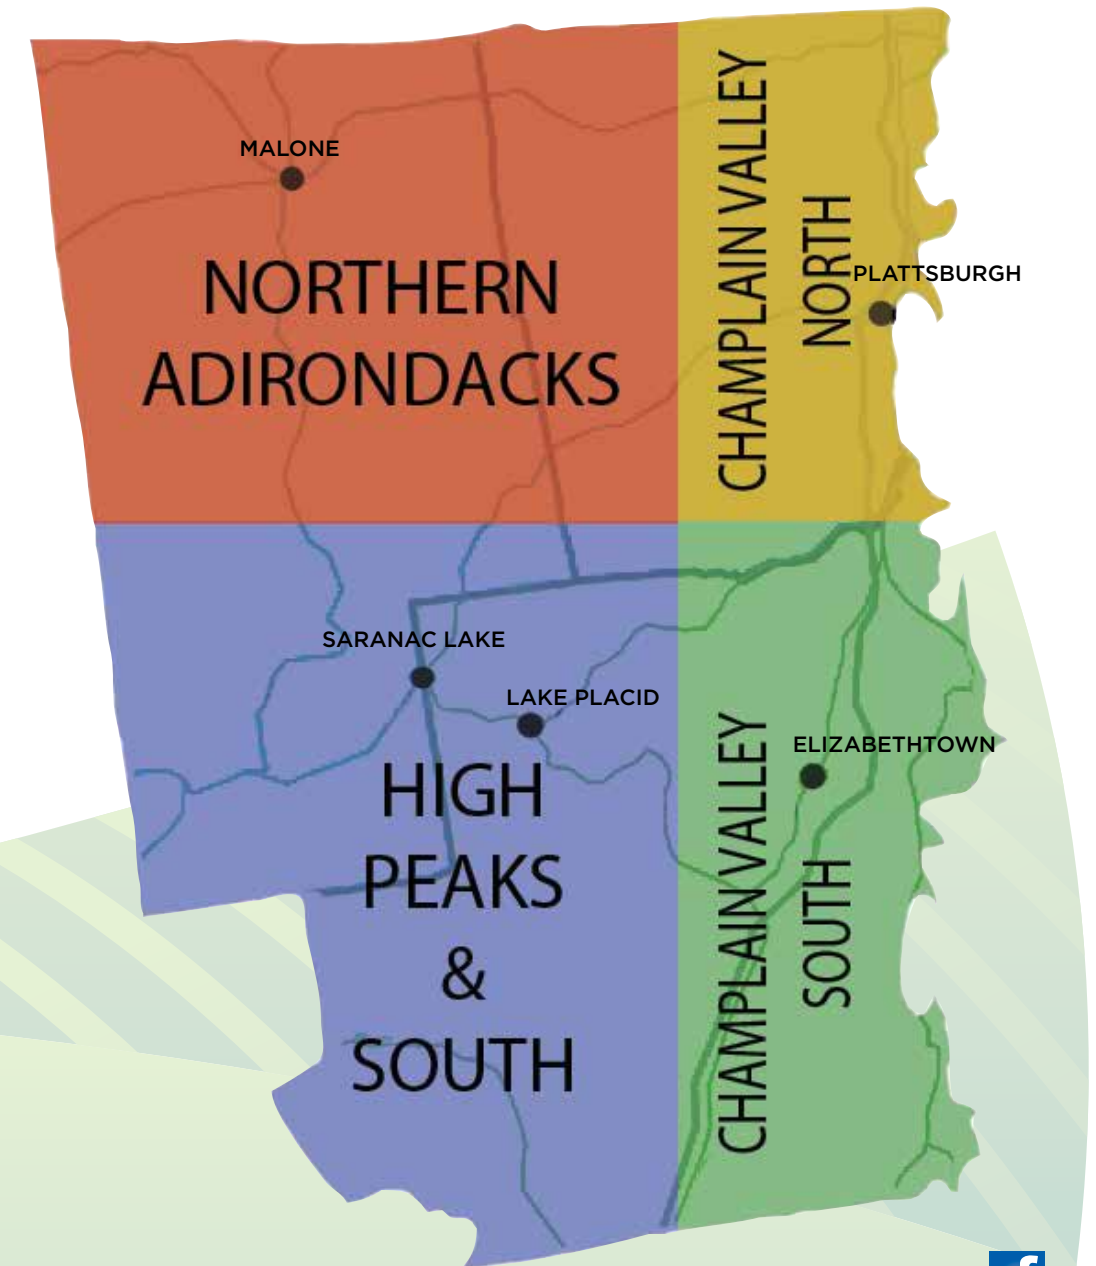 MALONE
NORTHERN
ADIRONDACKS
CHAMPLAIN VALLEY
NORTH
PLATTSBURGH
SARANAC LAKE
LAKE PLACID
HIGH
PEAKS
&
SOUTH
ELIZABETHTOWN
CHAMPLAIN VALLEY
SOUTH